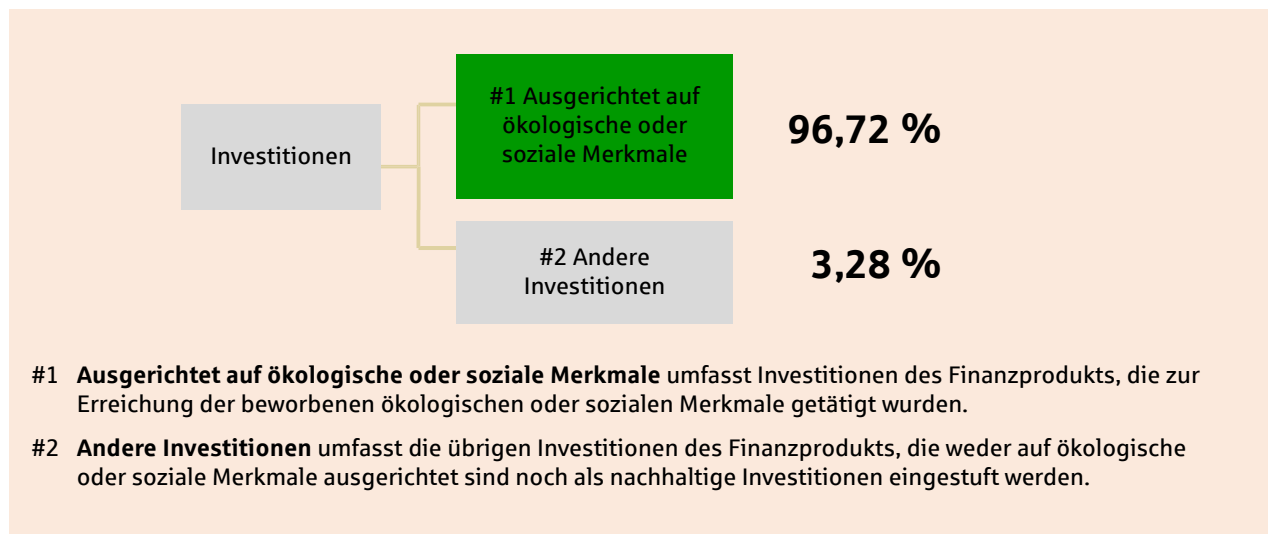 #1 Ausgerichtet auf
ökologische oder
soziale Merkmale
96,72 %
Investitionen
#2 Andere
Investitionen
3,28 %
#1 Ausgerichtet auf ökologische oder soziale Merkmale umfasst Investitionen des Finanzprodukts, die zur
Erreichung der beworbenen ökologischen oder sozialen Merkmale getätigt wurden.
#2 Andere Investitionen umfasst die übrigen Investitionen des Finanzprodukts, die weder auf ökologische
oder soziale Merkmale ausgerichtet sind noch als nachhaltige Investitionen eingestuft werden.